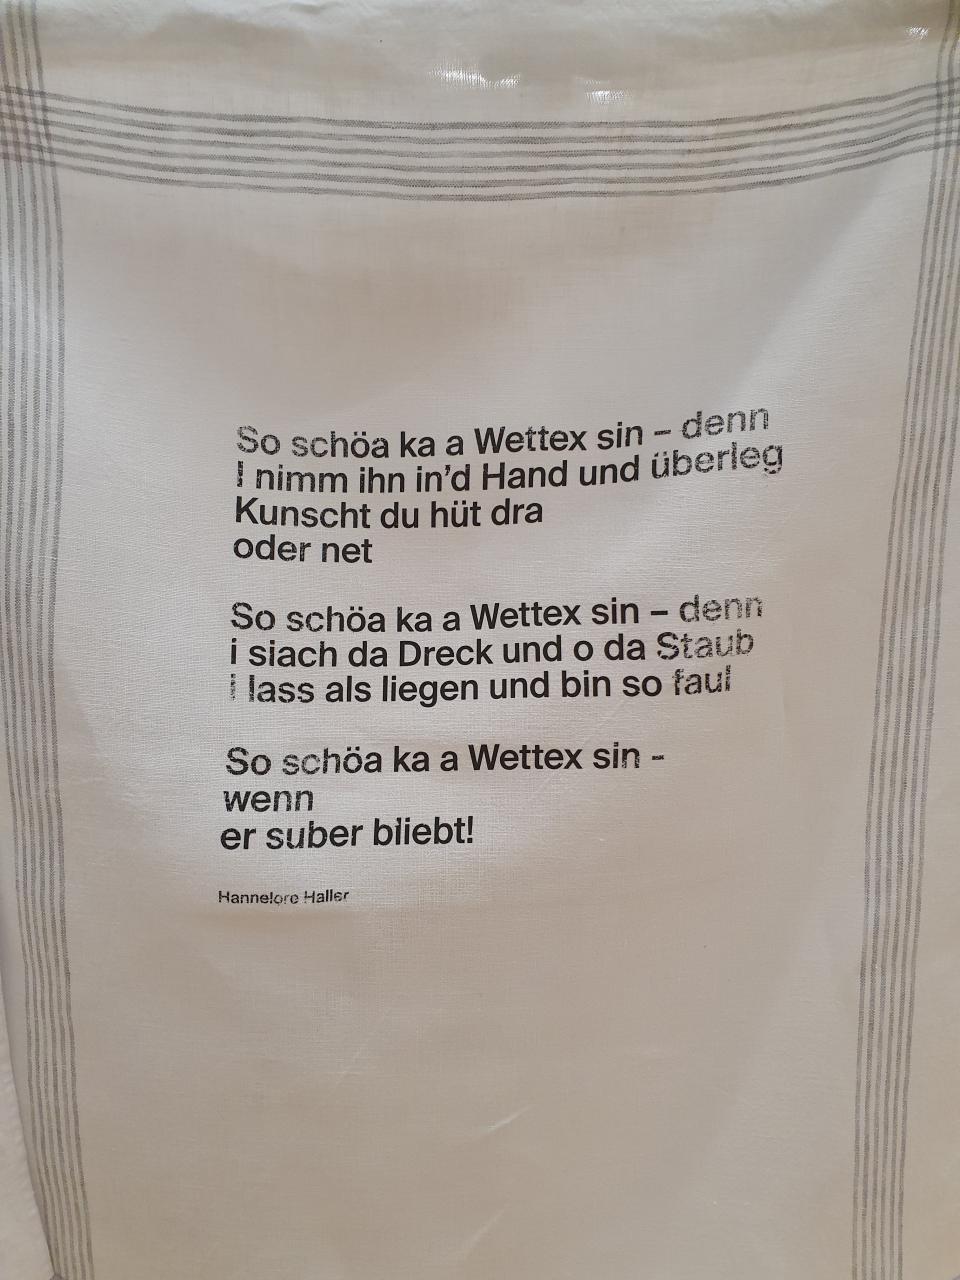 So schöa ka a Wettex sin – denn
I nimm ihn in'd Hand und überleg
Kunscht du hüt dra
oder net
So schöa ka a Wettex sin – denn
i siach da Dreck und o da Staub
i lass als liegen und bin so faul
So schöa ka a Wettex sin -
wenn
er suber bliebt!
Hannelore Haller